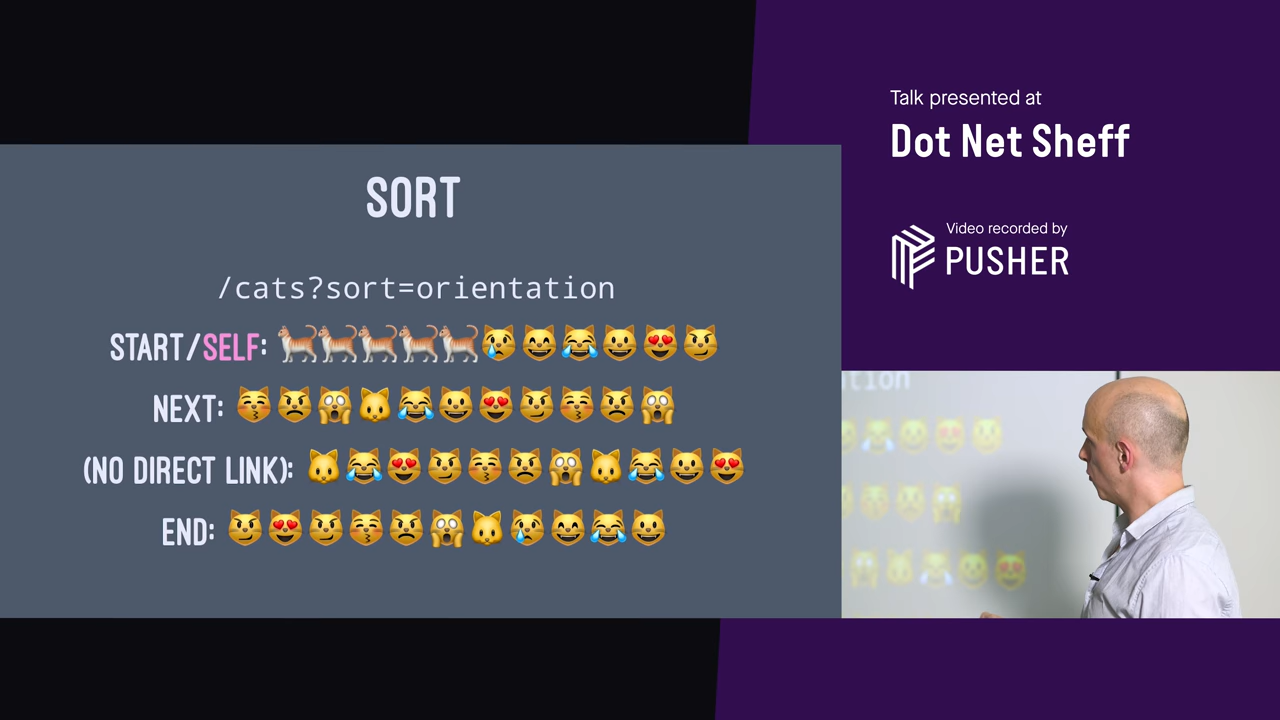 SORT
/cats?sort=orientation
START/SELF: 🐈🐈🐈🐈🐈😿😸😹😺😻😼
NEXT: 😽😾🙀🐱😹😺😻😼😽😾🙀
(NO DIRECT LINK): 🐱😹😻😼😽😾🙀🐱😹😺😻
END: 😼😻😼😽😾🙀🐱😿😸😹😺
Talk presented at
Dot Net Sheff
Video recorded by
PUSHER